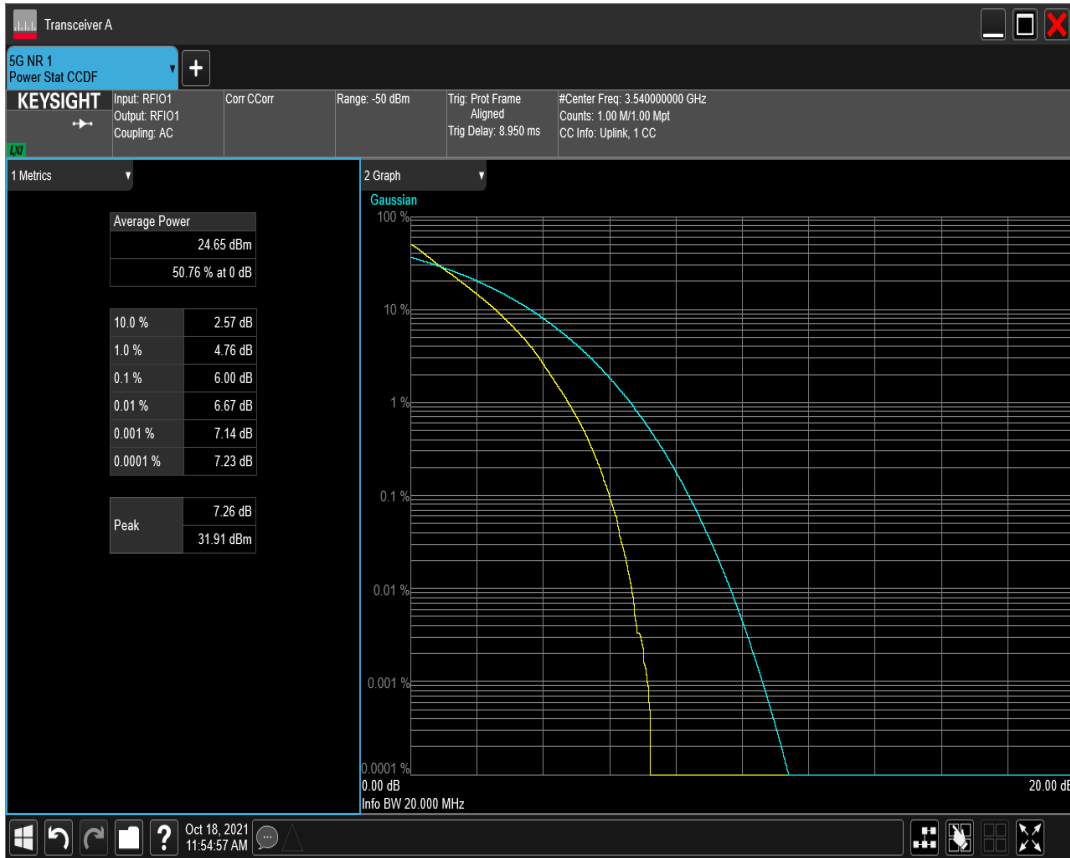 Transceiver A
5G NR 1
Power Stat CCDF
KEYSIGHT
LXI
Input: RFIO1
Output: RFIO1
Coupling: AC
Corr CCorr
Range: -50 dBm
Trig: Prot Frame
Aligned
Trig Delay: 8.950 ms
#Center Freq: 3.540000000 GHz
Counts: 1.00 M/1.00 Mpt
CC Info: Uplink, 1 CC
1 Metrics
Average Power
24.65 dBm
50.76 % at 0 dB
10.0 % 2.57 dB
1.0 % 4.76 dB
0.1 % 6.00 dB
0.01 % 6.67 dB
0.001 % 7.14 dB
0.0001 % 7.23 dB
Peak
7.26 dB
31.91 dBm
2 Graph
Gaussian
100 %
10 %
1 %
0.1 %
0.01 %
0.001 %
0.0001 %
0.00 dB 20.00 dB
Info BW 20.000 MHz
? Oct 18, 2021
11:54:57 AM